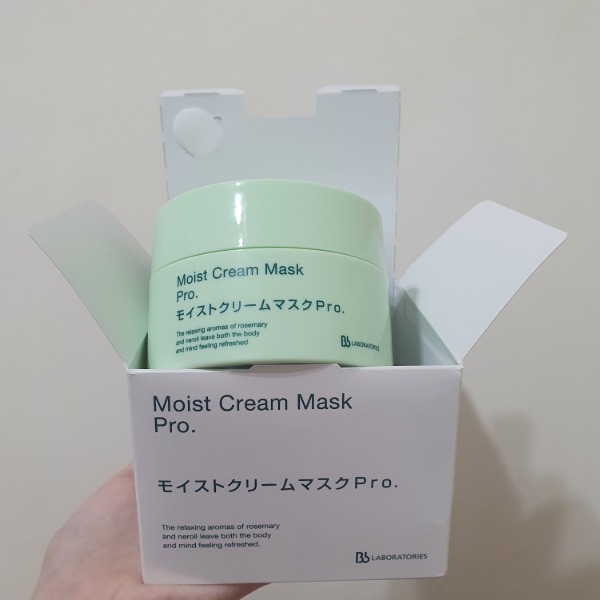 Moist Cream Mask
Pro.
モイストクリームマスクPro.
The relaxing aromas of rosemary
and neroli leave both the body
and mind feeling refreshed.
Bb LABORATORIES
Moist Cream Mask
Pro.
モイストクリームマスクPro.
The relaxing aromas of rosemary
and neroli leave both the body
and mind feeling refreshed.
Bb LABORATORIES